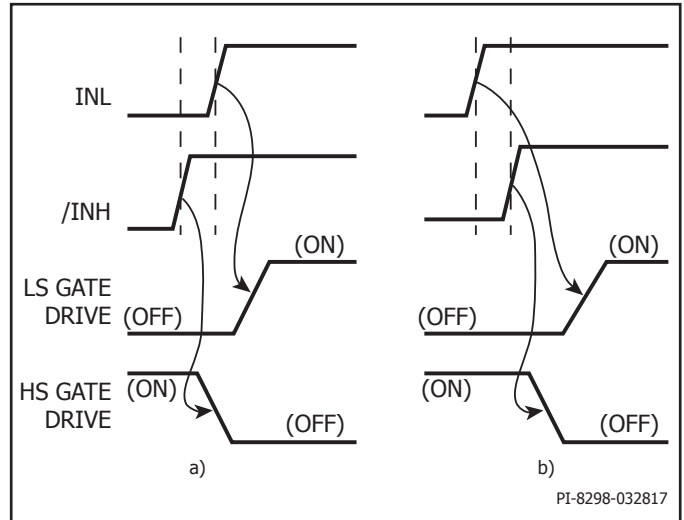 INL
/INH
LS GATE
DRIVE
(OFF)
(ON)
(OFF)
(ON)
HS GATE
DRIVE
(ON)
(OFF)
(ON)
(OFF)
a)
b)
PI-8298-032817